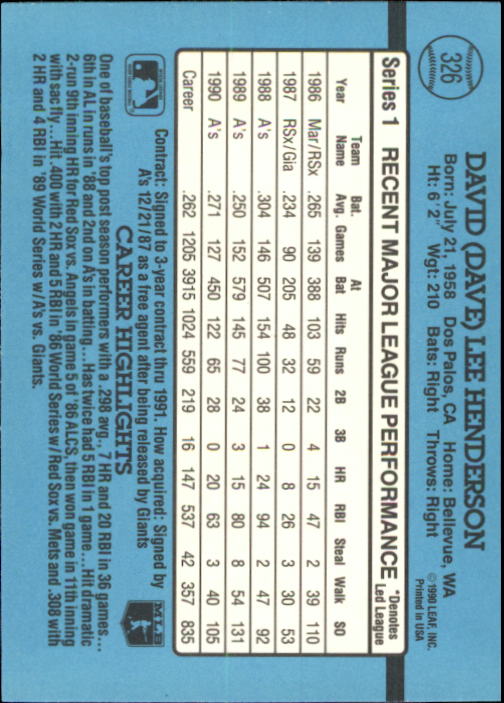 326
DAVID (DAVE) LEE HENDERSON
Born: July 21, 1958 Dos Palos, CA Home: Bellevue, WA
Ht: 6' 2" Wgt: 210 Bats: Right Throws: Right
© 1990 LEAF, INC.
Printed in USA
Series 1 RECENT MAJOR LEAGUE PERFORMANCE *Denotes Led League
Year Team Name Bat. Avg. Games At Bat Hits Runs 2B 3B HR RBI Steal Walk SO
1986 Mar/RSx .265 139 388 103 59 22 4 15 47 2 39 110
1987 RSx/Gia .234 90 205 48 32 12 0 8 26 3 30 53
1988 A's .304 146 507 154 100 38 1 24 94 2 47 92
1989 A's .250 152 579 145 77 24 3 15 80 8 54 131
1990 A's .271 127 450 122 65 28 0 20 63 3 40 105
Career .262 1205 3915 1024 559 219 16 147 537 42 357 835
Contract: Signed to 3-year contract thru 1991. How acquired: Signed by
A's 12/21/87 as a free agent after being released by Giants
MLB
CAREER HIGHLIGHTS
One of baseball's top post season performers with a .298 avg., 7 HR and 20 RBI in 36 games...
6th in AL in runs in '88 and 2nd on A's in batting...Has twice had 5 RBI in 1 game...Hit dramatic
2-run 9th inning HR for Red Sox vs. Angels in game 5 of '86 ALCS, then won game in 11th inning
with sac fly...Hit .400 with 2 HR and 5 RBI in '86 World Series w/Red Sox vs. Mets and .308 with
2 HR and 4 RBI in '89 World Series w/A's vs. Giants.